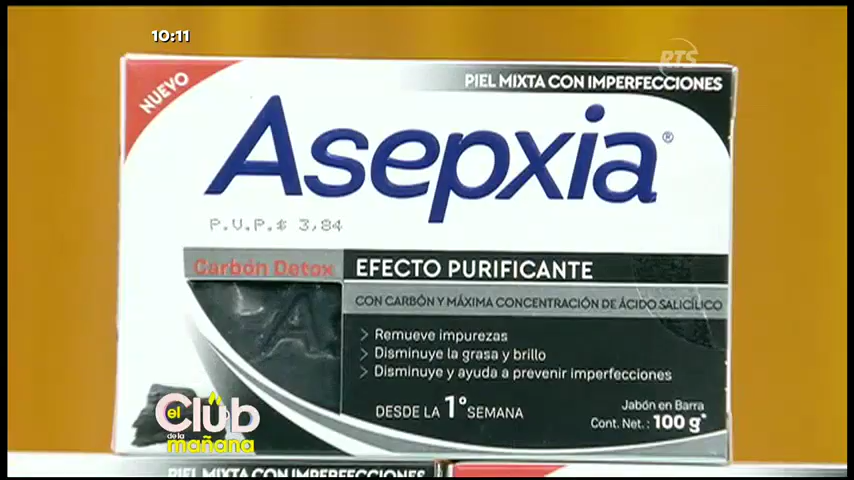 10:11
RTS
NUEVO
PIEL MIXTA CON IMPERFECCIONES
Asepxia®
P.V.P.$ 3,84
Carbón Detox
EFECTO PURIFICANTE
CON CARBÓN Y MÁXIMA CONCENTRACIÓN DE ÁCIDO SALICÍLICO
A
> Remueve impurezas
> Disminuye la grasa y brillo
> Disminuye y ayuda a prevenir imperfecciones
DESDE LA 1° SEMANA
Jabón en Barra
Cont. Net.: 100 g*
el Club
de la
mañana
PIEL MIXTA CON IMPERFECCIONES